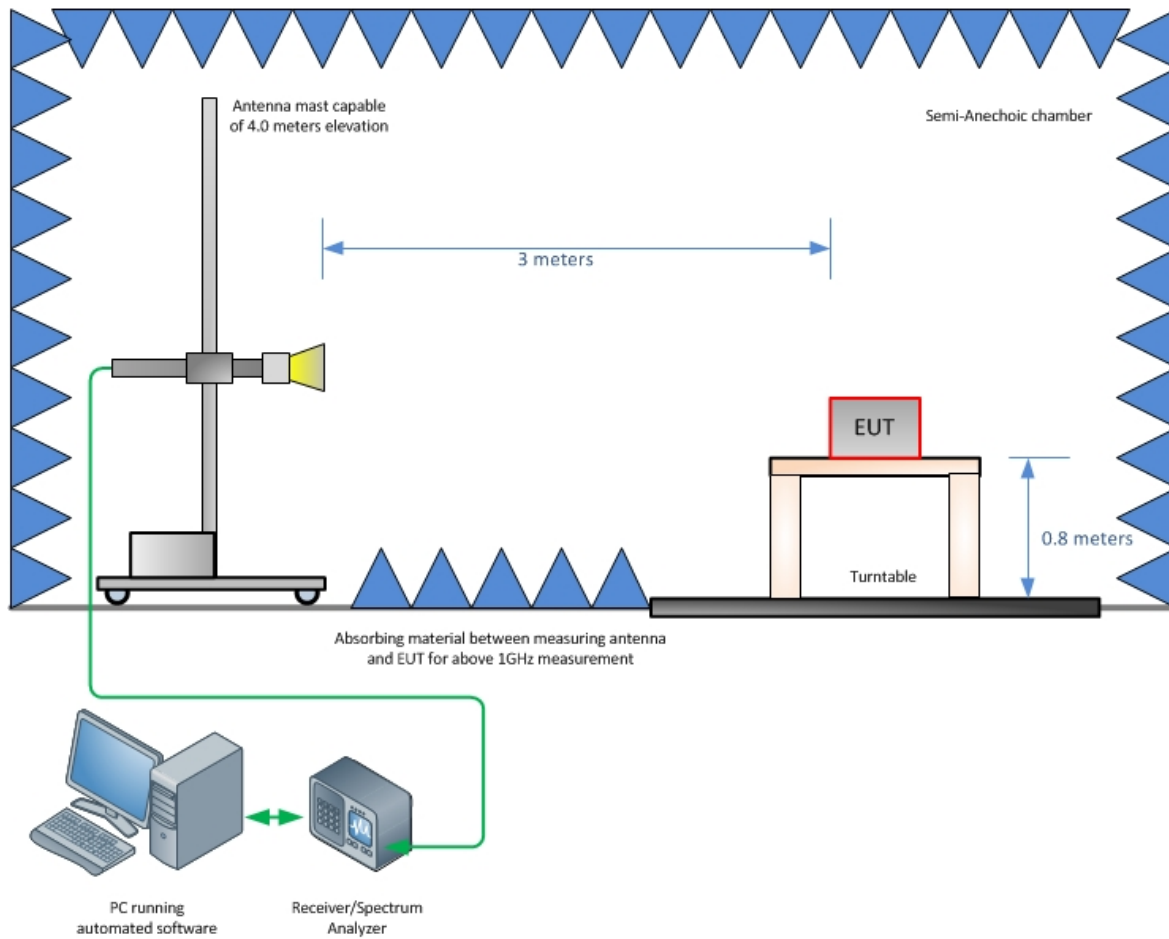 Antenna mast capable
of 4.0 meters elevation
Semi-Anechoic chamber
3 meters
EUT
0.8 meters
Turntable
Absorbing material between measuring antenna
and EUT for above 1GHz measurement
PC running
automated software
Receiver/Spectrum
Analyzer